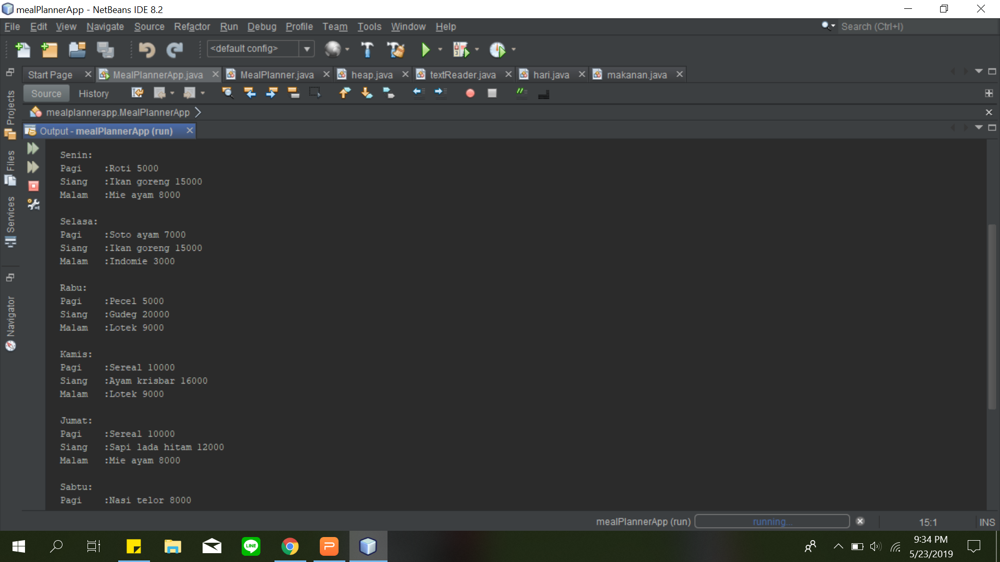 mealPlannerApp - NetBeans IDE 8.2
File Edit View Navigate Source Refactor Run Debug Profile Team Tools Window Help
Search (Ctrl+I)
<default config>
Start Page MealPlannerApp.java MealPlanner.java heap.java textReader.java hari.java makanan.java
Source History
mealplannerapp.MealPlannerApp
Output - mealPlannerApp (run)
Projects
Files
Services
Navigator
Senin:
Pagi :Roti 5000
Siang :Ikan goreng 15000
Malam :Mie ayam 8000
Selasa:
Pagi :Soto ayam 7000
Siang :Ikan goreng 15000
Malam :Indomie 3000
Rabu:
Pagi :Pecel 5000
Siang :Gudeg 20000
Malam :Lotek 9000
Kamis:
Pagi :Sereal 10000
Siang :Ayam krisbar 16000
Malam :Lotek 9000
Jumat:
Pagi :Sereal 10000
Siang :Sapi lada hitam 12000
Malam :Mie ayam 8000
Sabtu:
Pagi :Nasi telor 8000
mealPlannerApp (run) running... 15:1 INS
LINE
9:34 PM
5/23/2019